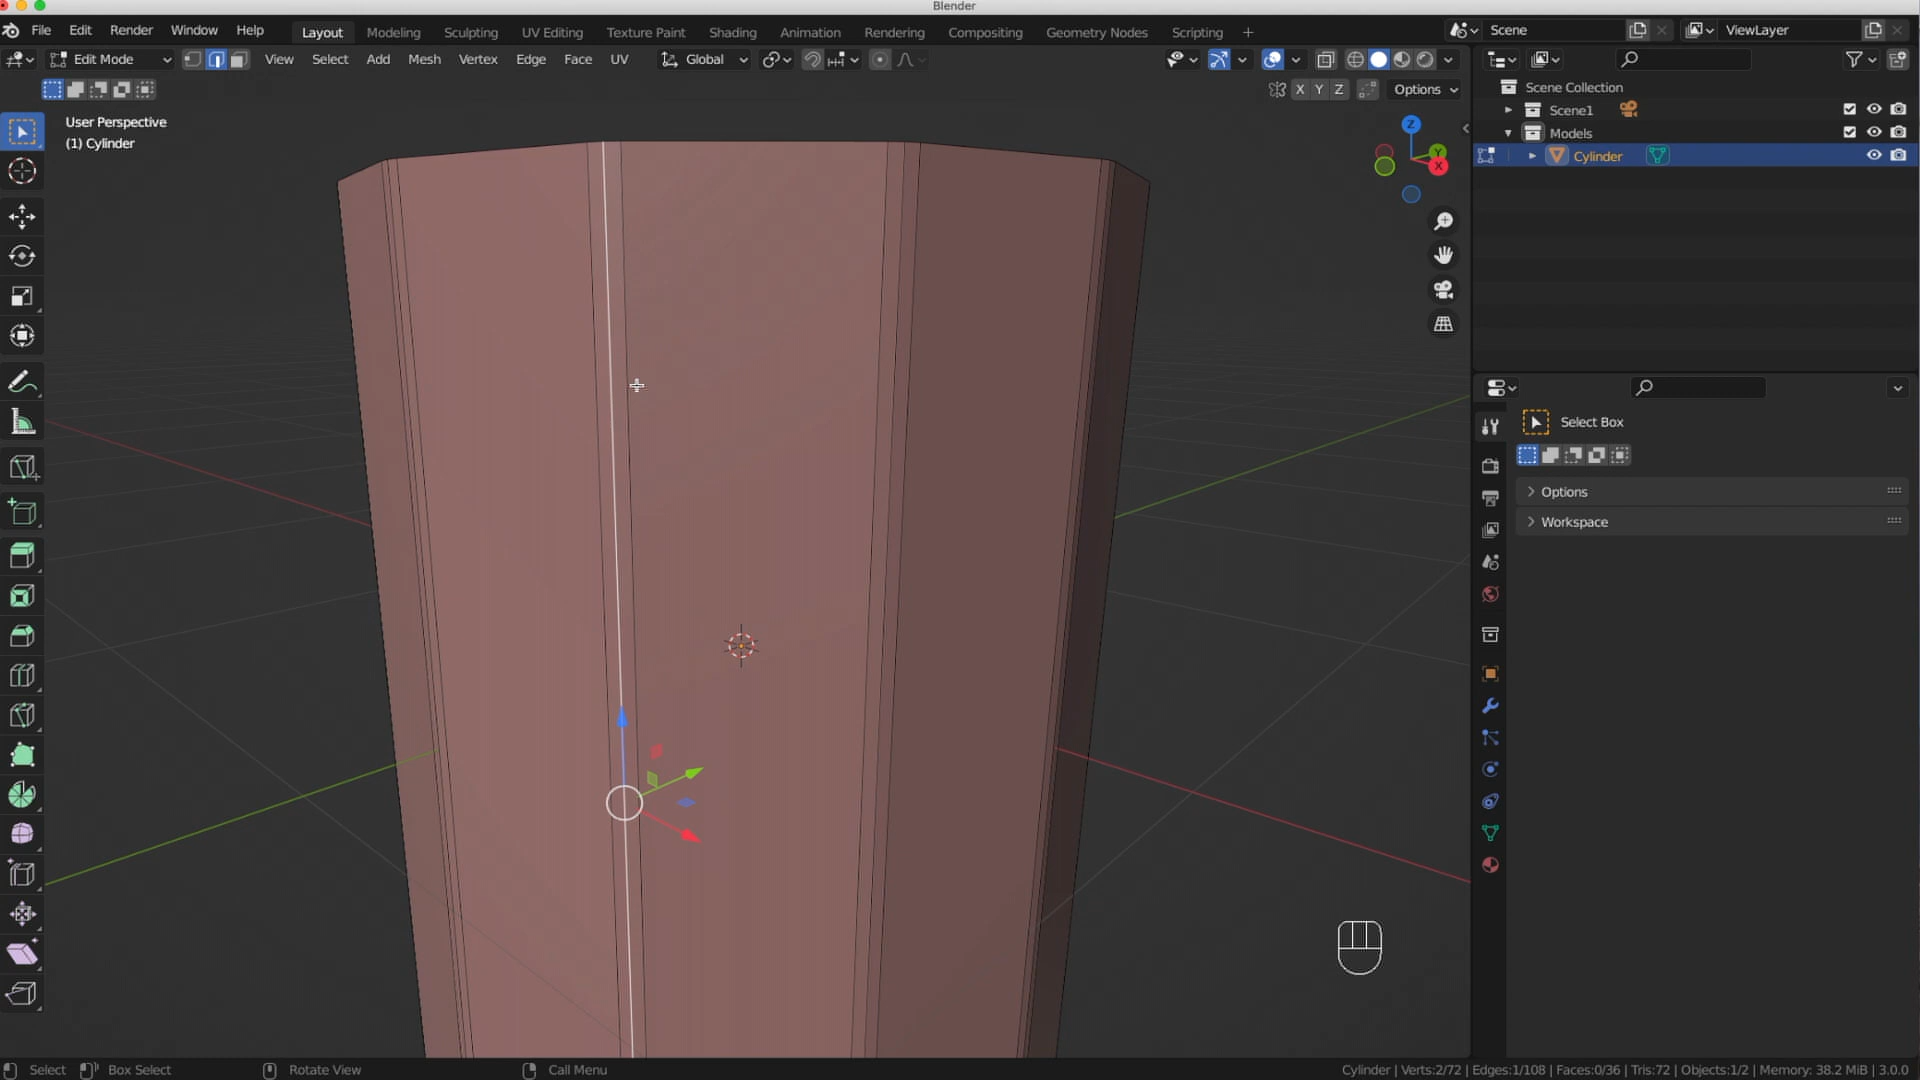 Blender
File Edit Render Window Help Layout Modeling Sculpting UV Editing Texture Paint Shading Animation Rendering Compositing Geometry Nodes Scripting + Scene ViewLayer
Edit Mode View Select Add Mesh Vertex Edge Face UV Global
X Y Z Options
Scene Collection
Scene1
Models
Cylinder
User Perspective
(1) Cylinder
Z
Y
X
Select Box
Options
Workspace
Select Box Select Rotate View Call Menu Cylinder | Verts:2/72 | Edges:1/108 | Faces:0/36 | Tris:72 | Objects:1/2 | Memory: 38.2 MiB | 3.0.0